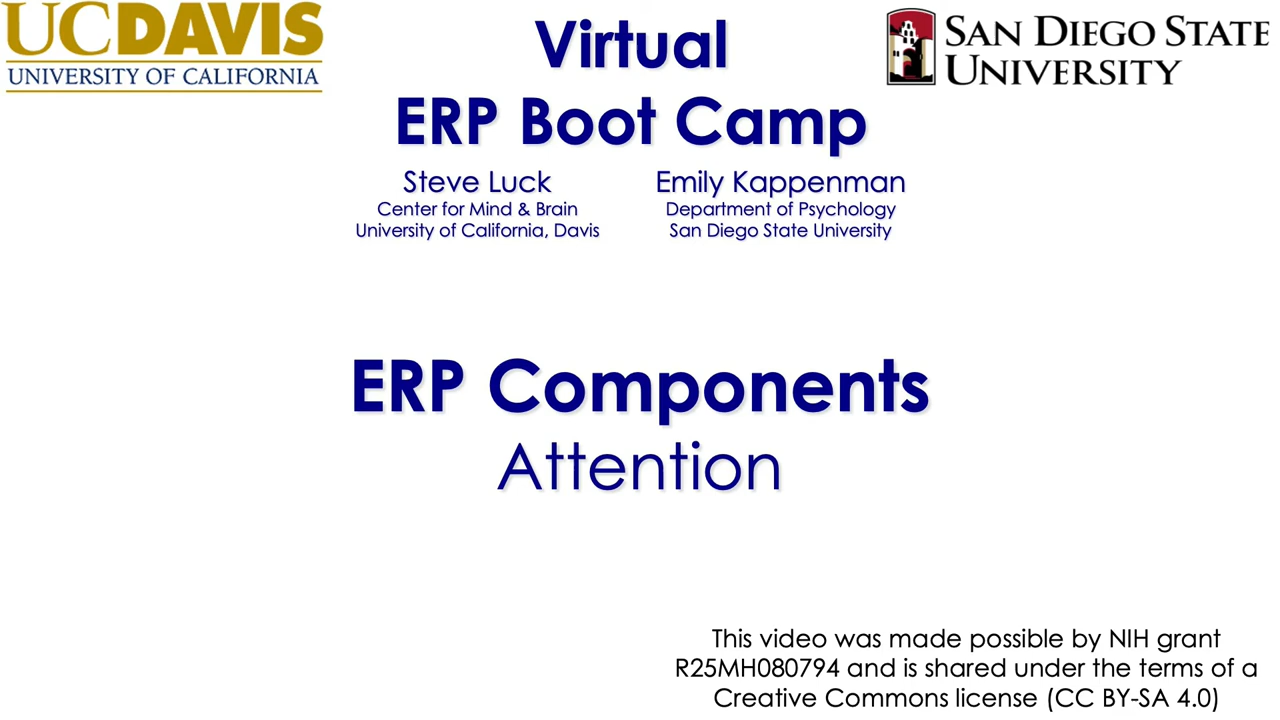 UCDAVIS
UNIVERSITY OF CALIFORNIA
SAN DIEGO STATE
UNIVERSITY
Virtual
ERP Boot Camp
Steve Luck
Center for Mind & Brain
University of California, Davis
Emily Kappenman
Department of Psychology
San Diego State University
ERP Components
Attention
This video was made possible by NIH grant
R25MH080794 and is shared under the terms of a
Creative Commons license (CC BY-SA 4.0)